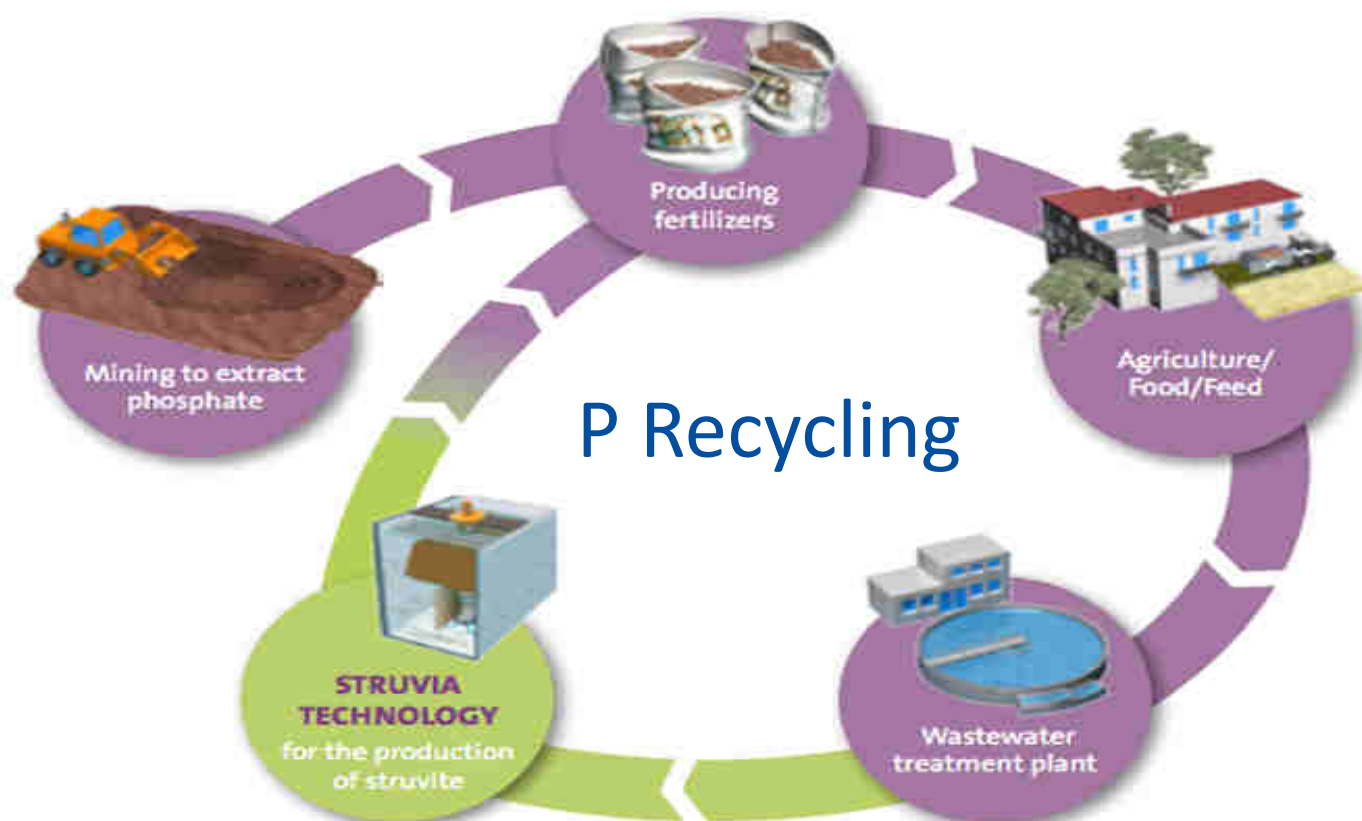 Producing
fertilizers
Mining to extract
phosphate
Agriculture/
Food/Feed
P Recycling
STRUVIA
TECHNOLOGY
for the production
of struvite
Wastewater
treatment plant